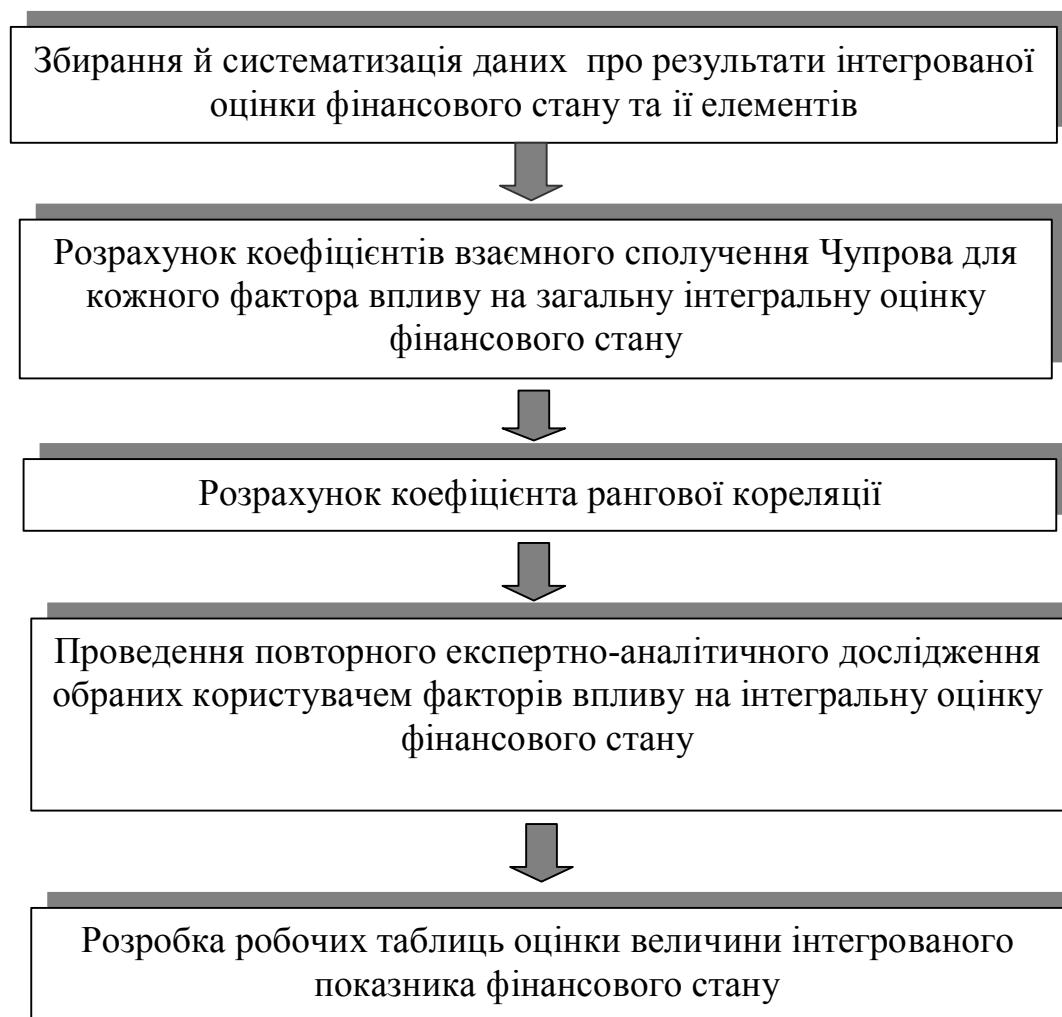 Збирання й систематизація даних про результати інтегрованої
оцінки фінансового стану та ії елементів
Розрахунок коефіцієнтів взаємного сполучення Чупрова для
кожного фактора впливу на загальну інтегральну оцінку
фінансового стану
Розрахунок коефіцієнта рангової кореляції
Проведення повторного експертно-аналітичного дослідження
обраних користувачем факторів впливу на інтегральну оцінку
фінансового стану
Розробка робочих таблиць оцінки величини інтегрованого
показника фінансового стану